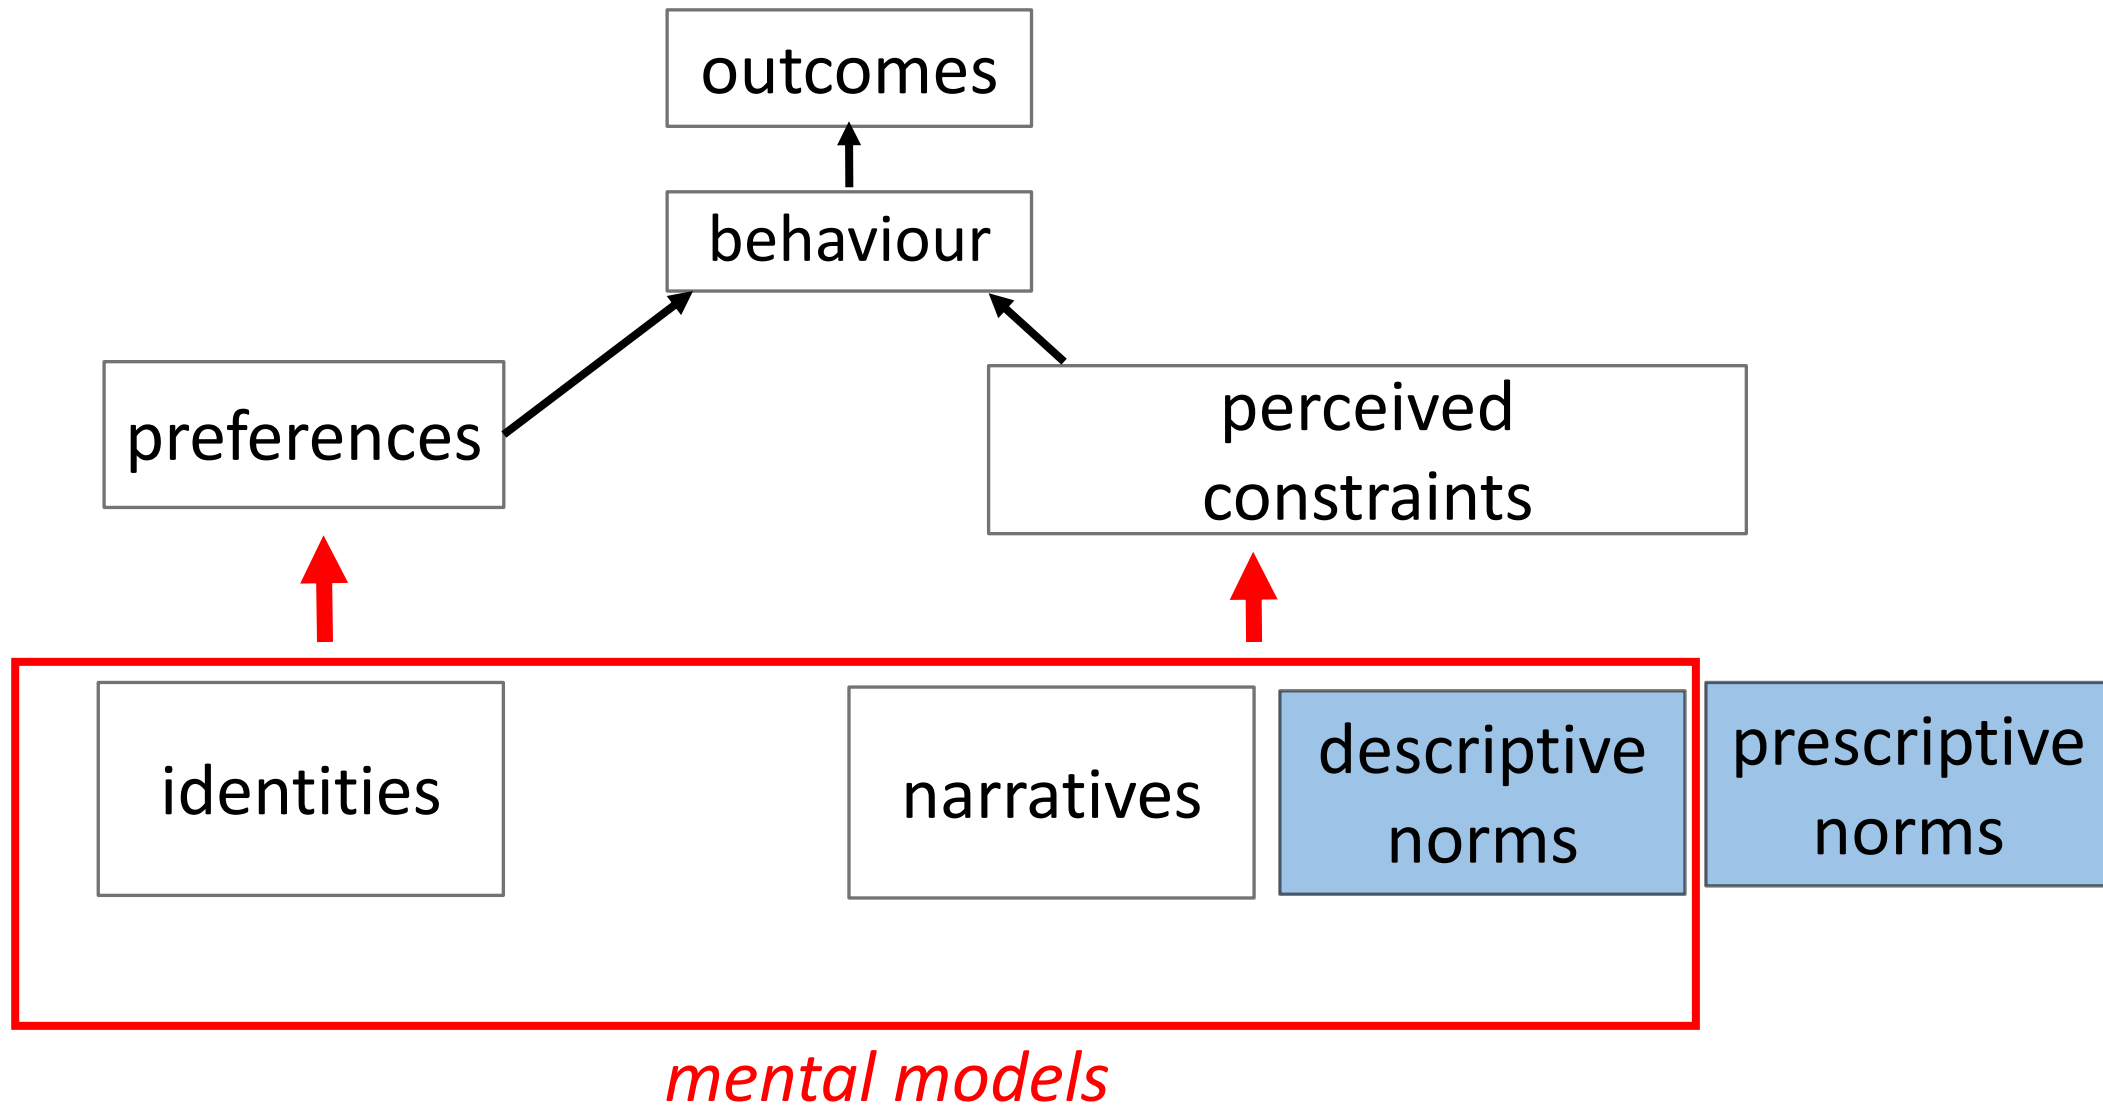 outcomes
behaviour
preferences
perceived
constraints
identities
narratives
descriptive
norms
prescriptive
norms
mental models